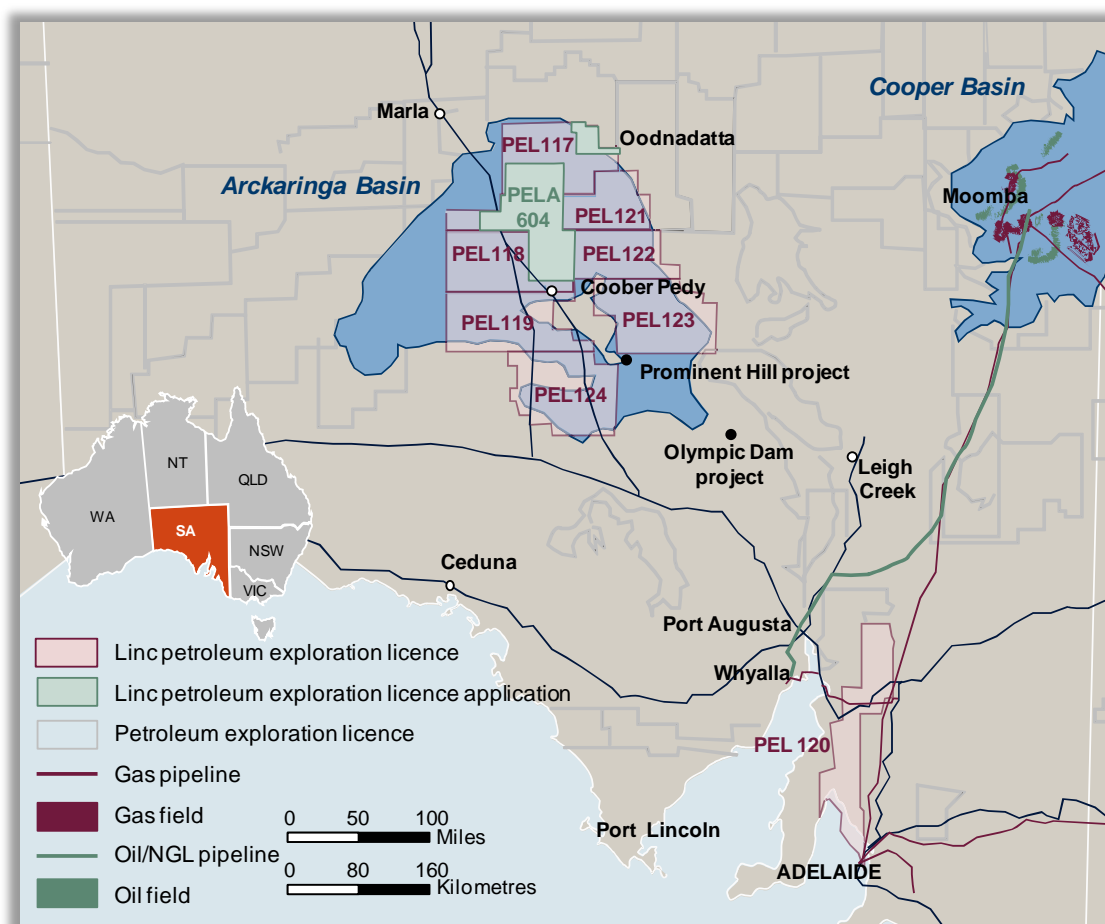 Cooper Basin
Marla
Oodnadatta
PEL117
Arckaringa Basin
PELA
604
Moomba
PEL121
PEL118
PEL122
Coober Pedy
PEL119
PEL123
Prominent Hill project
PEL124
Olympic Dam
project
Leigh
Creek
NT
QLD
WA
SA
NSW
VIC
Ceduna
Port Augusta
Whyalla
PEL 120
Port Lincoln
ADELAIDE
Linc petroleum exploration licence
Linc petroleum exploration licence application
Petroleum exploration licence
Gas pipeline
Gas field
Oil/NGL pipeline
Oil field
0 50 100
Miles
0 80 160
Kilometres